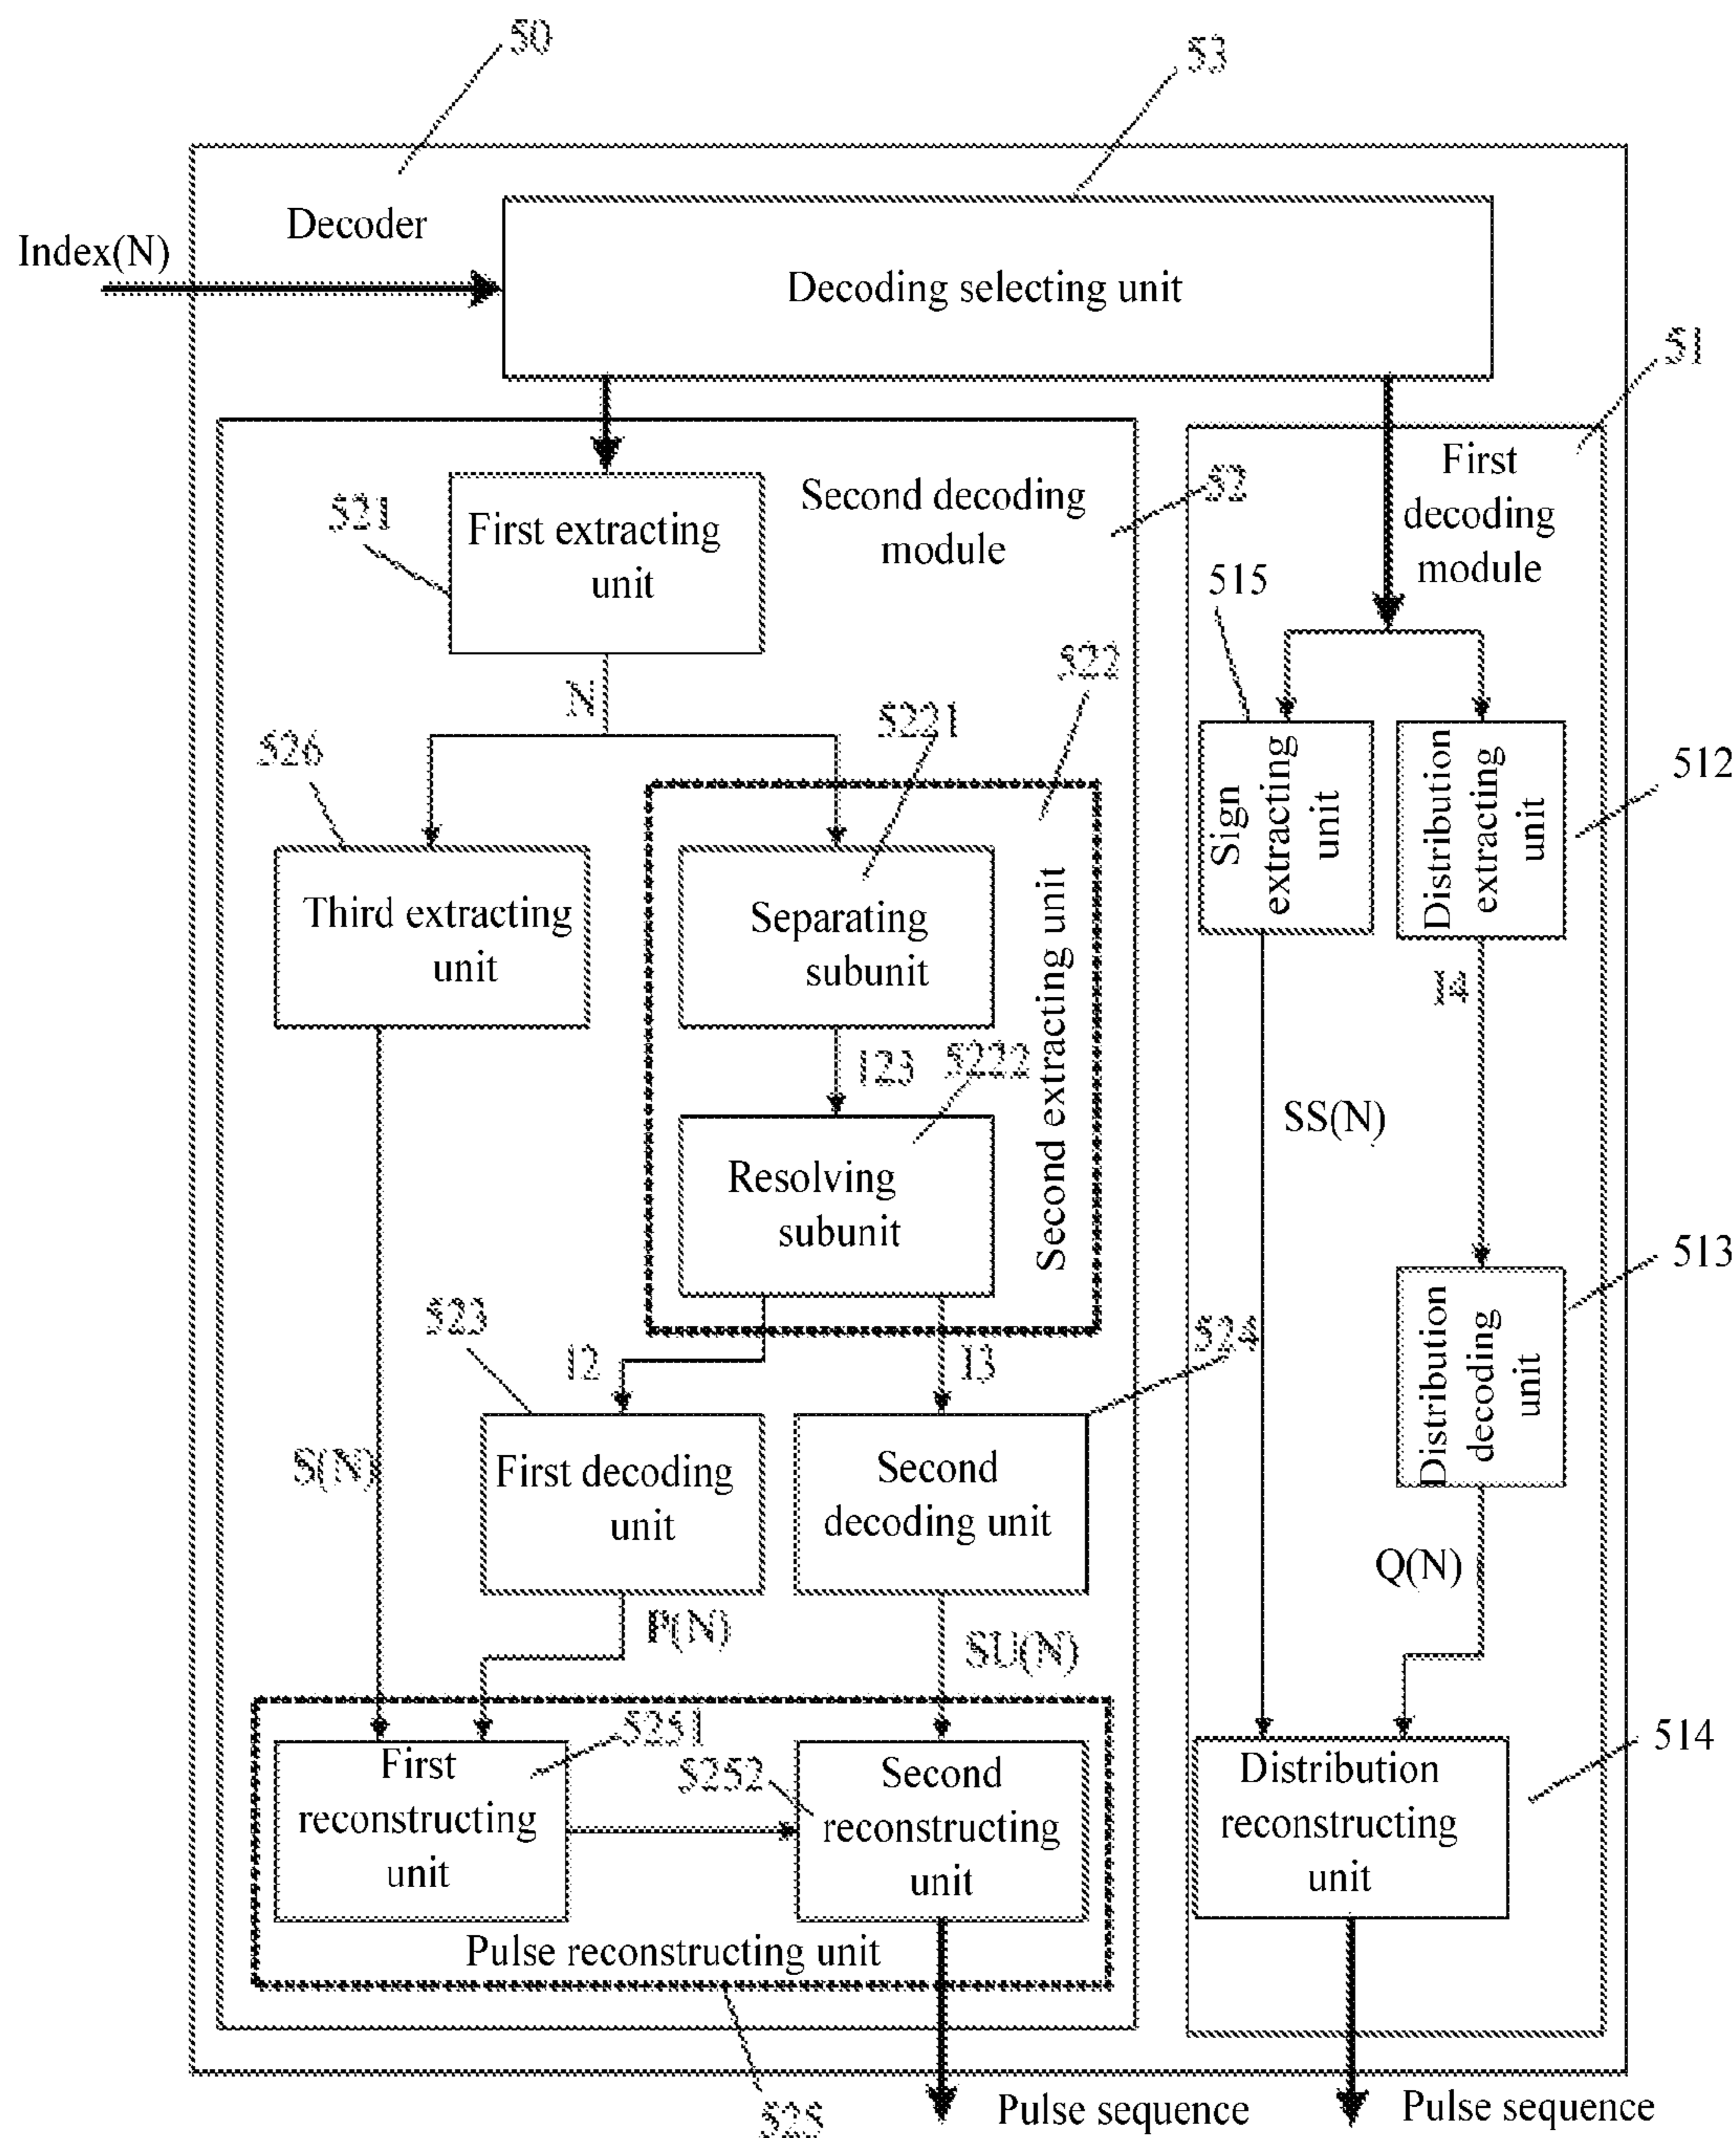 50
53
Decoder
Index(N)
Decoding selecting unit
51
First
decoding
module
Second decoding
module
52
521
First extracting
unit
515
522
N
5221
526
512
Sign
extracting
unit
Distribution
extracting
unit
Third extracting
unit
Separating
subunit
Second extracting unit
I4
I23
5222
SS(N)
Resolving
subunit
513
523
524
I2
I3
Distribution
decoding
unit
S(N)
First decoding
unit
Second
decoding unit
Q(N)
P(N)
SU(N)
5251
5252
514
First
reconstructing
unit
Second
reconstructing
unit
Distribution
reconstructing
unit
Pulse reconstructing unit
525
Pulse sequence
Pulse sequence